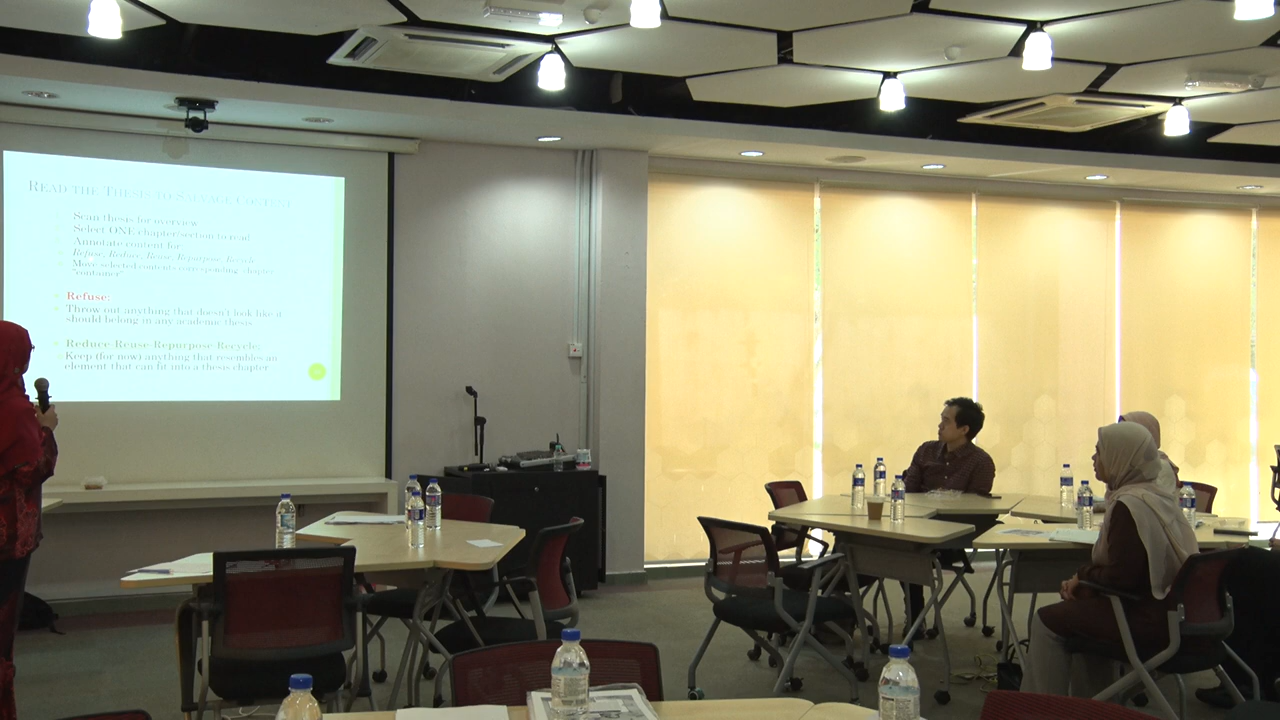 READ THE THESIS TO SALVAGE CONTENT
Scan thesis for overview
Select ONE chapter/section to read
Annotate content for
Refuse, Reduce, Reuse, Repurpose, Recycle
Move selected contents corresponding chapter
"container"
Refuse:
Throw out anything that doesn't look like it
should belong in any academic thesis
Reduce-Reuse-Repurpose-Recycle:
Keep (for now) anything that resembles an
element that can fit into a thesis chapter